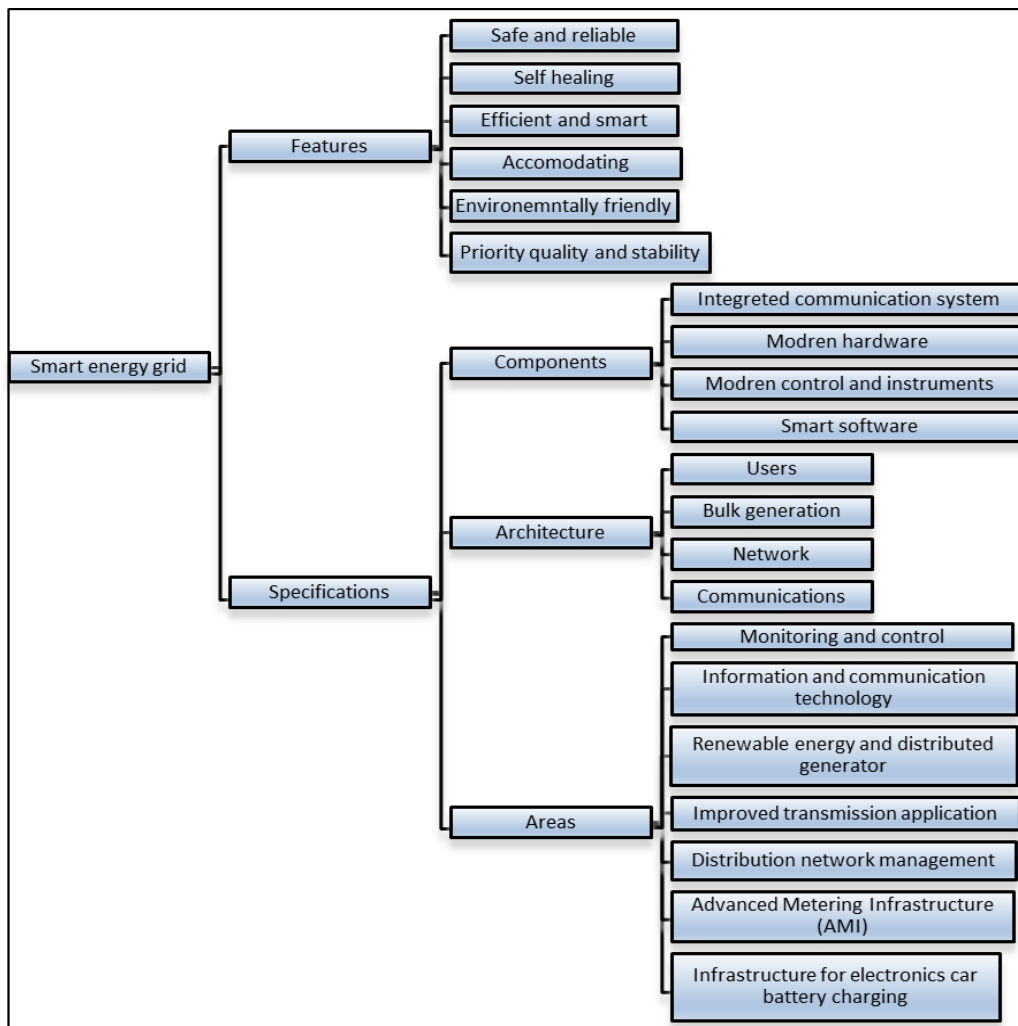 Smart energy grid
Features
Safe and reliable
Self healing
Efficient and smart
Accomodating
Environemntally friendly
Priority quality and stability
Specifications
Components
Integreted communication system
Modren hardware
Modren control and instruments
Smart software
Architecture
Users
Bulk generation
Network
Communications
Areas
Monitoring and control
Information and communication
technology
Renewable energy and distributed
generator
Improved transmission application
Distribution network management
Advanced Metering Infrastructure
(AMI)
Infrastructure for electronics car
battery charging